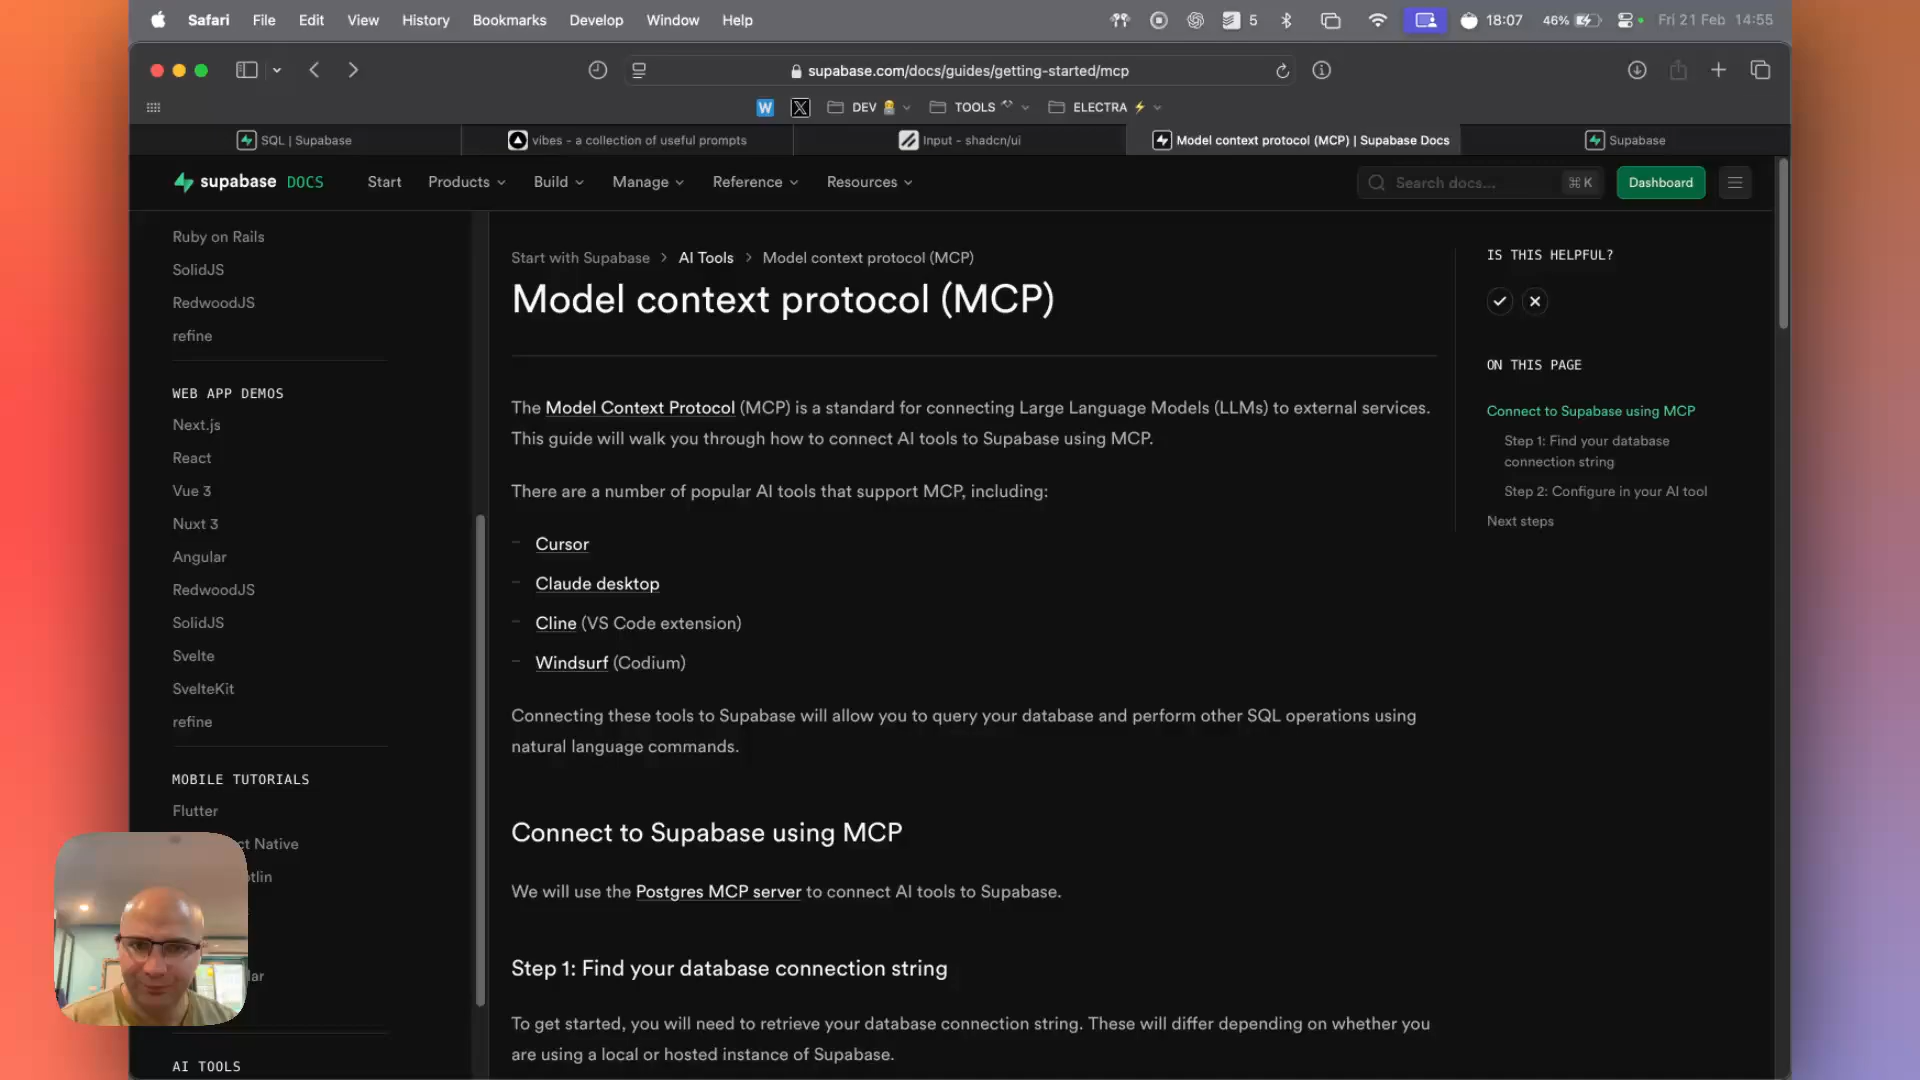 Safari File Edit View History Bookmarks Develop Window Help
5
18:07
46%
Fri 21 Feb 14:55
supabase.com/docs/guides/getting-started/mcp
W
X
DEV
TOOLS
ELECTRA
SQL | Supabase
vibes - a collection of useful prompts
Input - shadcn/ui
Model context protocol (MCP) | Supabase Docs
Supabase
supabase DOCS
Start
Products
Build
Manage
Reference
Resources
Search docs...
⌘K
Dashboard
Ruby on Rails
SolidJS
RedwoodJS
refine
WEB APP DEMOS
Next.js
React
Vue 3
Nuxt 3
Angular
RedwoodJS
SolidJS
Svelte
SvelteKit
refine
MOBILE TUTORIALS
Flutter
ct Native
otlin
lar
AI TOOLS
Start with Supabase > AI Tools > Model context protocol (MCP)
Model context protocol (MCP)
The Model Context Protocol (MCP) is a standard for connecting Large Language Models (LLMs) to external services.
This guide will walk you through how to connect AI tools to Supabase using MCP.
There are a number of popular AI tools that support MCP, including:
Cursor
Claude desktop
Cline (VS Code extension)
Windsurf (Codium)
Connecting these tools to Supabase will allow you to query your database and perform other SQL operations using
natural language commands.
Connect to Supabase using MCP
We will use the Postgres MCP server to connect AI tools to Supabase.
Step 1: Find your database connection string
To get started, you will need to retrieve your database connection string. These will differ depending on whether you
are using a local or hosted instance of Supabase.
IS THIS HELPFUL?
ON THIS PAGE
Connect to Supabase using MCP
Step 1: Find your database
connection string
Step 2: Configure in your AI tool
Next steps